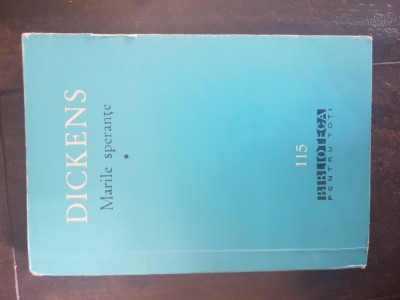 DICKENS
Marile speranțe
*
115
BIBLIOTECA
PENTRU TOȚI